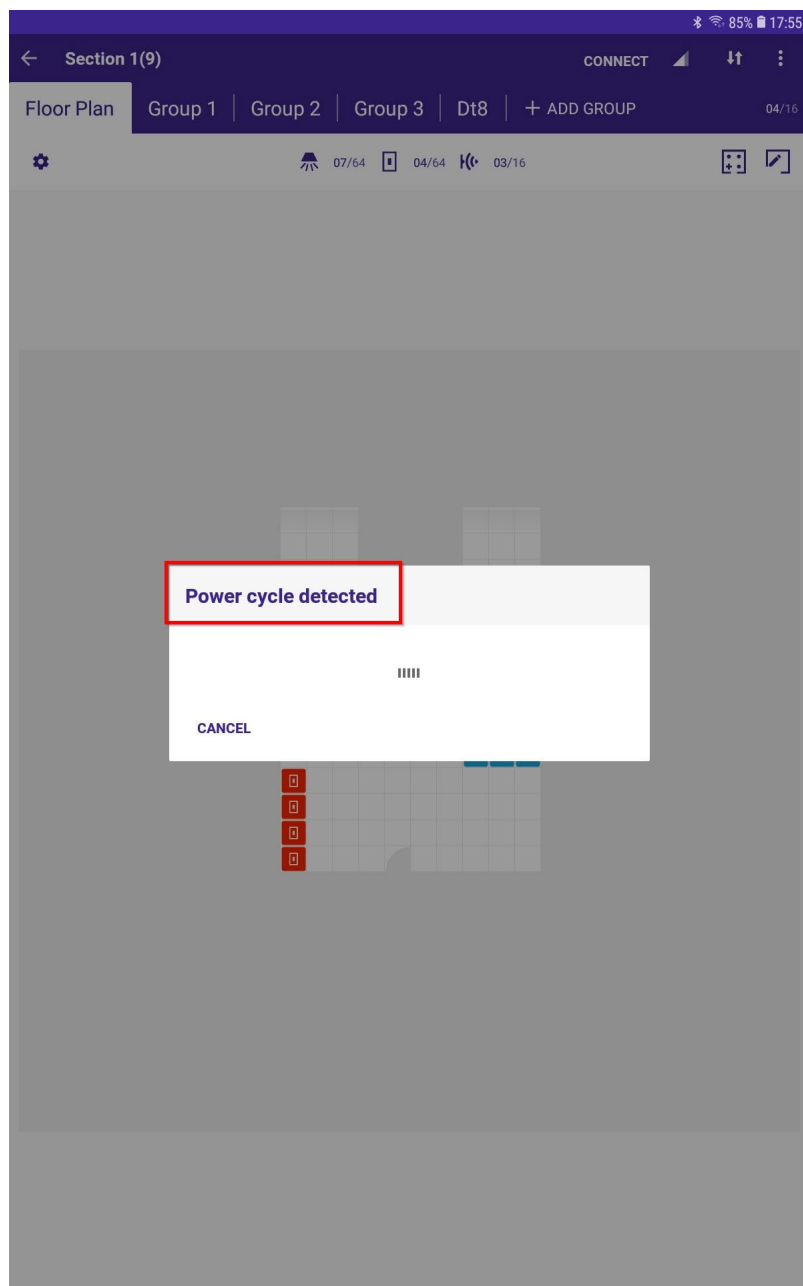 85% 17:55
Section 1(9) CONNECT
Floor Plan Group 1 Group 2 Group 3 Dt8 + ADD GROUP 04/16
07/64 04/64 03/16
Power cycle detected
CANCEL